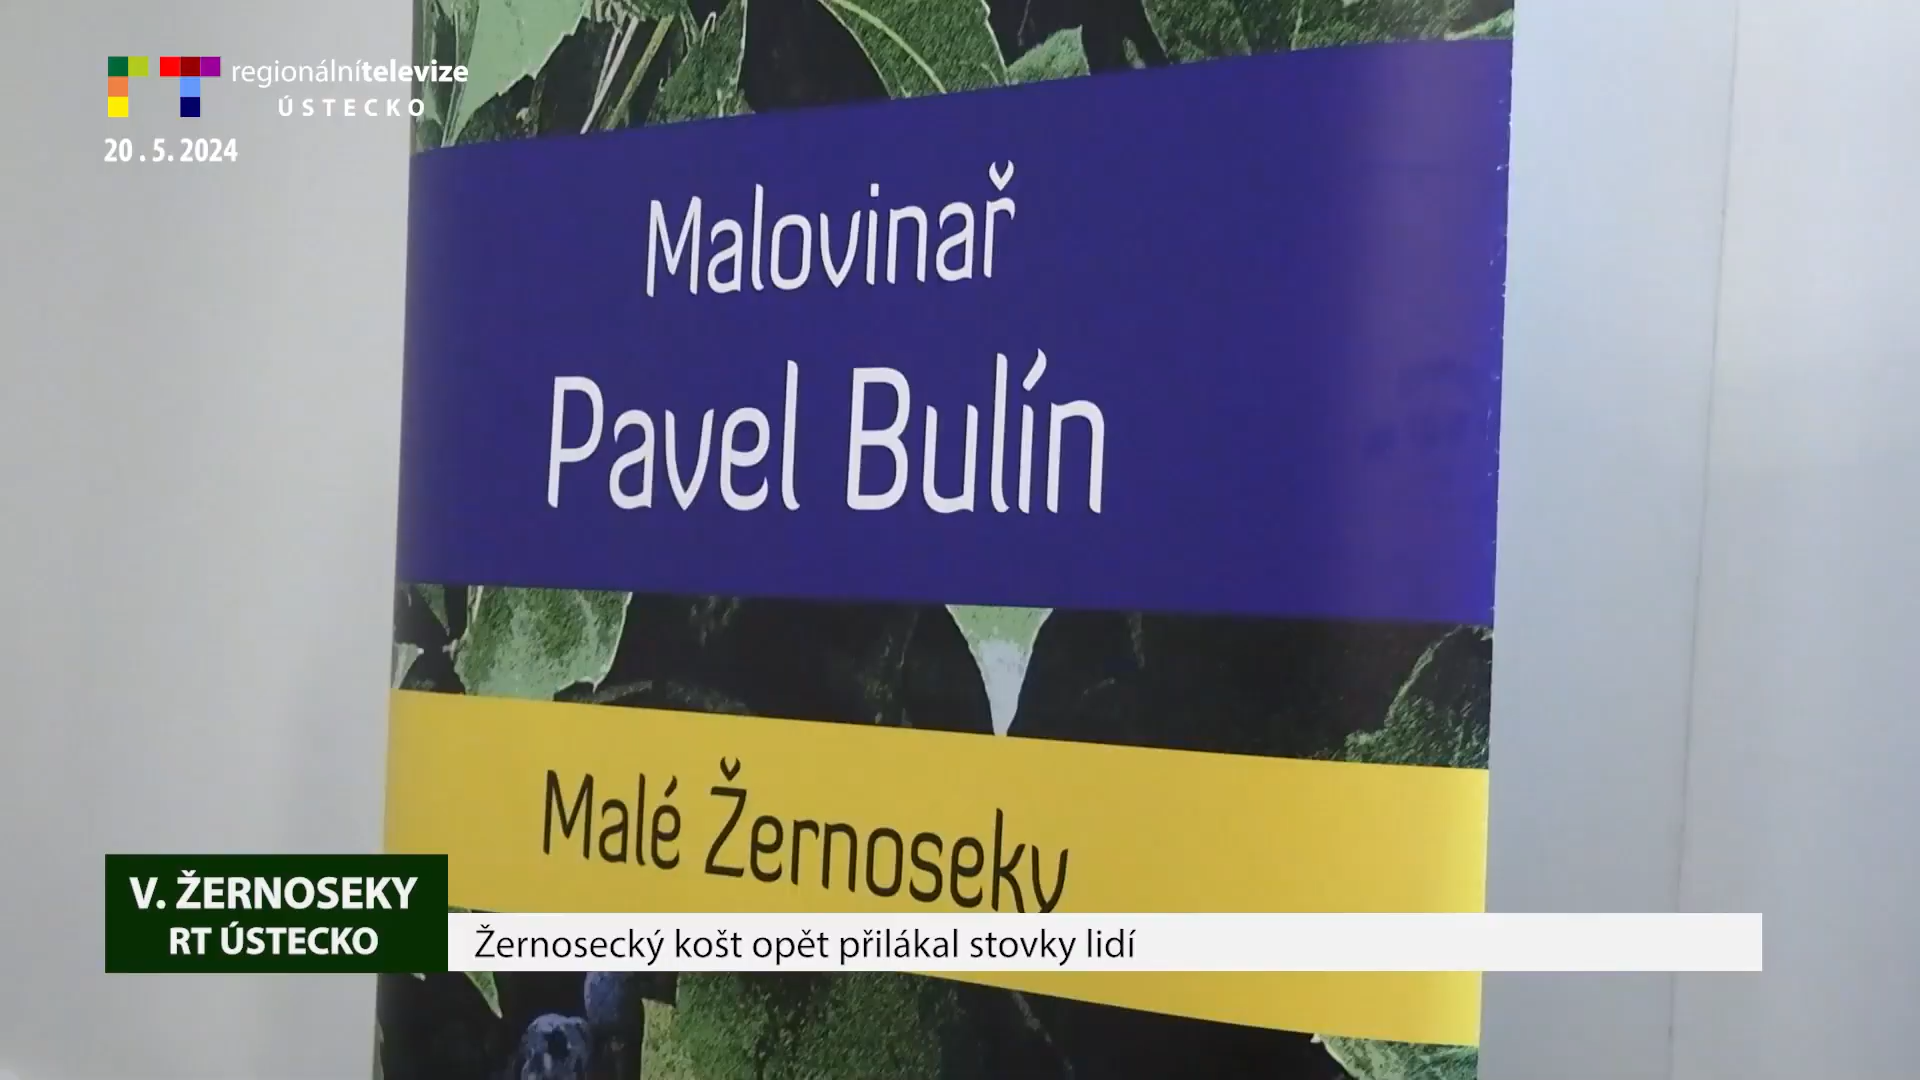 regionálnítelevize
ÚSTECKO
20 . 5. 2024
Malovinař
Pavel Bulín
Malé Žernoseky
V. ŽERNOSEKY
RT ÚSTECKO
Žernosecký košt opět přilákal stovky lidí